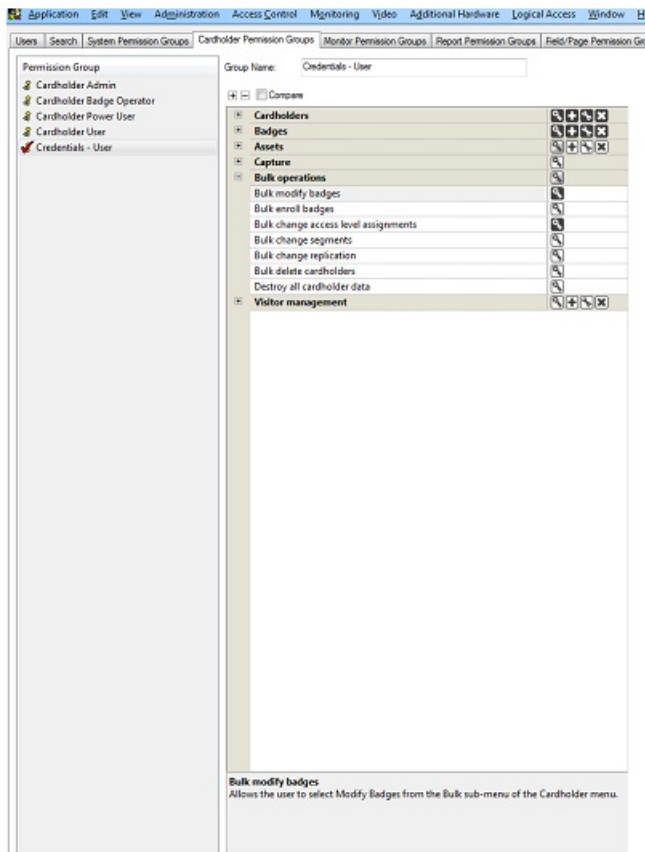 Application Edit View Administration Access Control Monitoring Video Additional Hardware Logical Access Window H
Users Search System Permission Groups Cardholder Permission Groups Monitor Permission Groups Report Permission Groups Field/Page Permission Gr
Permission Group
Cardholder Admin
Cardholder Badge Operator
Cardholder Power User
Cardholder User
Credentials - User
Group Name: Credentials - User
Compare
Cardholders
Badges
Assets
Capture
Bulk operations
Bulk modify badges
Bulk enroll badges
Bulk change access level assignments
Bulk change segments
Bulk change replication
Bulk delete cardholders
Destroy all cardholder data
Visitor management
Bulk modify badges
Allows the user to select Modify Badges from the Bulk sub-menu of the Cardholder menu.